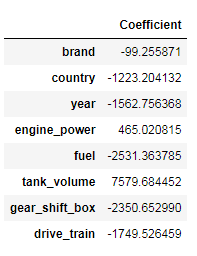 Coefficient
brand -99.255871
country -1223.204132
year -1562.756368
engine_power 465.020815
fuel -2531.363785
tank_volume 7579.684452
gear_shift_box -2350.652990
drive_train -1749.526459